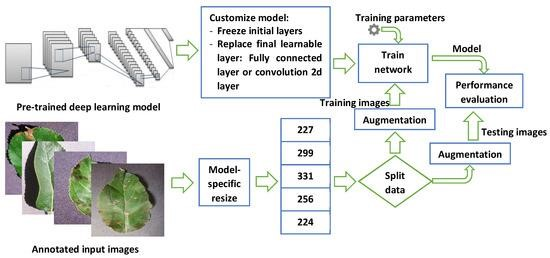 Customize model:
- Freeze initial layers
- Replace final learnable
layer: Fully connected
layer or convolution 2d
layer
Training parameters
Train
network
Model
Performance
evaluation
Pre-trained deep learning model
Training images
Augmentation
Testing images
Augmentation
Model-
specific
resize
227
299
331
256
224
Split
data
Annotated input images